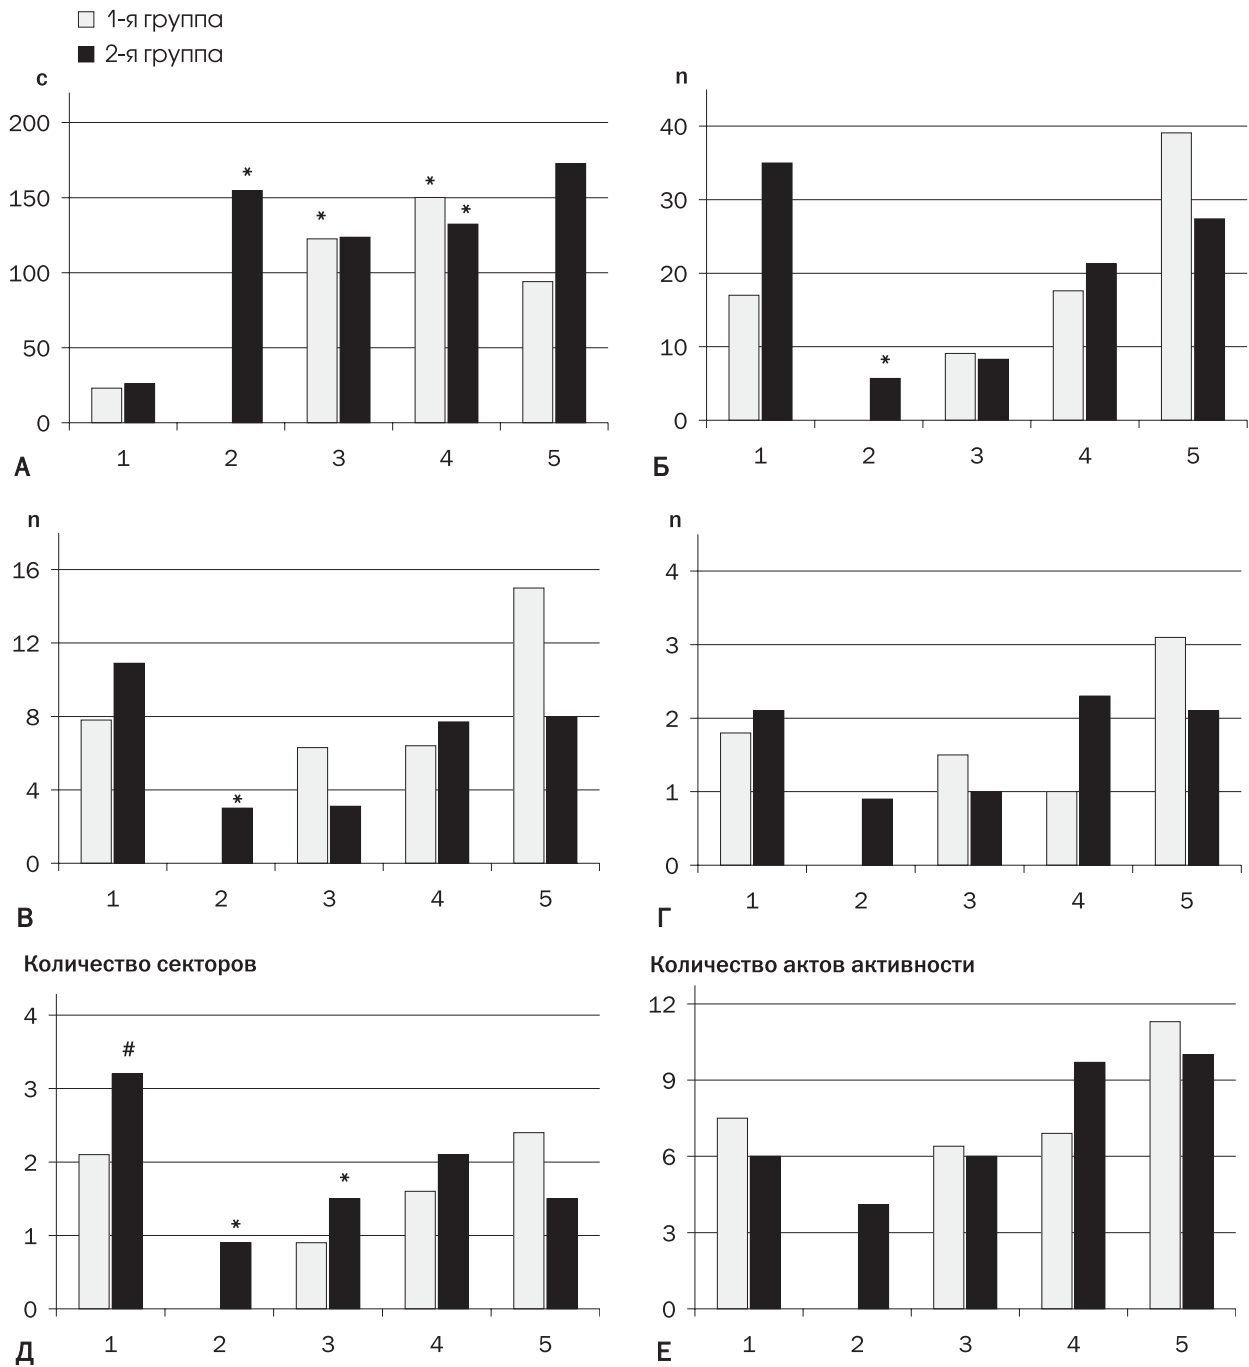 1-я группа
2-я группа
с
200
150
100
50
0
* * * *
А 1 2 3 4 5
n
40
30
20
10
0
*
Б 1 2 3 4 5
n
16
12
8
4
0
*
В 1 2 3 4 5
n
4
3
2
1
0
Г 1 2 3 4 5
Количество секторов
4
3
2
1
0
# * *
Д 1 2 3 4 5
Количество актов активности
12
9
6
3
0
Е 1 2 3 4 5